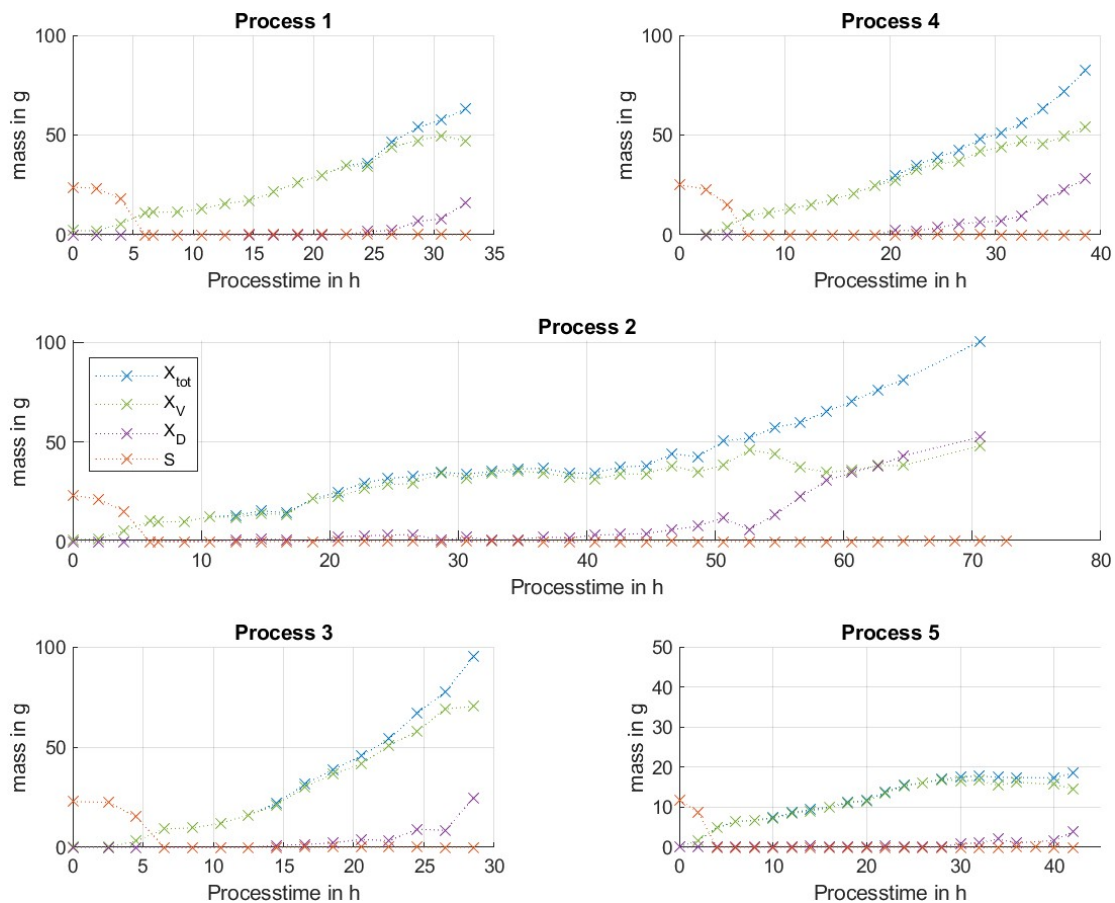 Process 1
mass in g
100
50
0
0 5 10 15 20 25 30 35
Processtime in h
Process 4
mass in g
100
50
0
0 10 20 30 40
Processtime in h
Process 2
mass in g
100
50
0
X_tot
X_V
X_D
S
0 10 20 30 40 50 60 70 80
Processtime in h
Process 3
mass in g
100
50
0
0 5 10 15 20 25 30
Processtime in h
Process 5
mass in g
50
40
30
20
10
0
0 10 20 30 40
Processtime in h